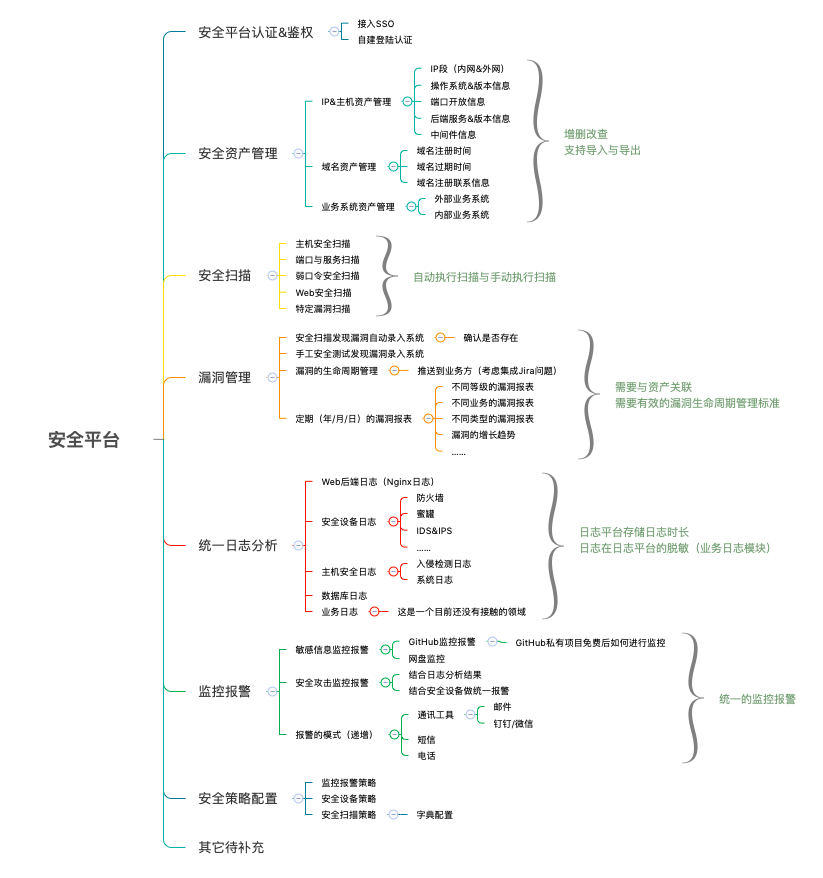 安全平台
安全平台认证&鉴权
接入SSO
自建登陆认证
安全资产管理
IP&主机资产管理
IP段（内网&外网）
操作系统&版本信息
端口开放信息
后端服务&版本信息
中间件信息
域名资产管理
域名注册时间
域名过期时间
域名注册联系信息
业务系统资产管理
外部业务系统
内部业务系统
增删改查
支持导入与导出
安全扫描
主机安全扫描
端口与服务扫描
弱口令安全扫描
Web安全扫描
特定漏洞扫描
自动执行扫描与手动执行扫描
漏洞管理
安全扫描发现漏洞自动录入系统
确认是否存在
手工安全测试发现漏洞录入系统
漏洞的生命周期管理
推送到业务方（考虑集成Jira问题）
定期（年/月/日）的漏洞报表
不同等级的漏洞报表
不同业务的漏洞报表
不同类型的漏洞报表
漏洞的增长趋势
……
需要与资产关联
需要有效的漏洞生命周期管理标准
统一日志分析
Web后端日志（Nginx日志）
安全设备日志
防火墙
蜜罐
IDS&IPS
……
主机安全日志
入侵检测日志
系统日志
数据库日志
业务日志
这是一个目前还没有接触的领域
日志平台存储日志时长
日志在日志平台的脱敏（业务日志模块）
监控报警
敏感信息监控报警
GitHub监控报警
GitHub私有项目免费后如何进行监控
网盘监控
安全攻击监控报警
结合日志分析结果
结合安全设备做统一报警
报警的模式（递增）
通讯工具
邮件
钉钉/微信
短信
电话
统一的监控报警
安全策略配置
监控报警策略
安全设备策略
安全扫描策略
字典配置
其它待补充